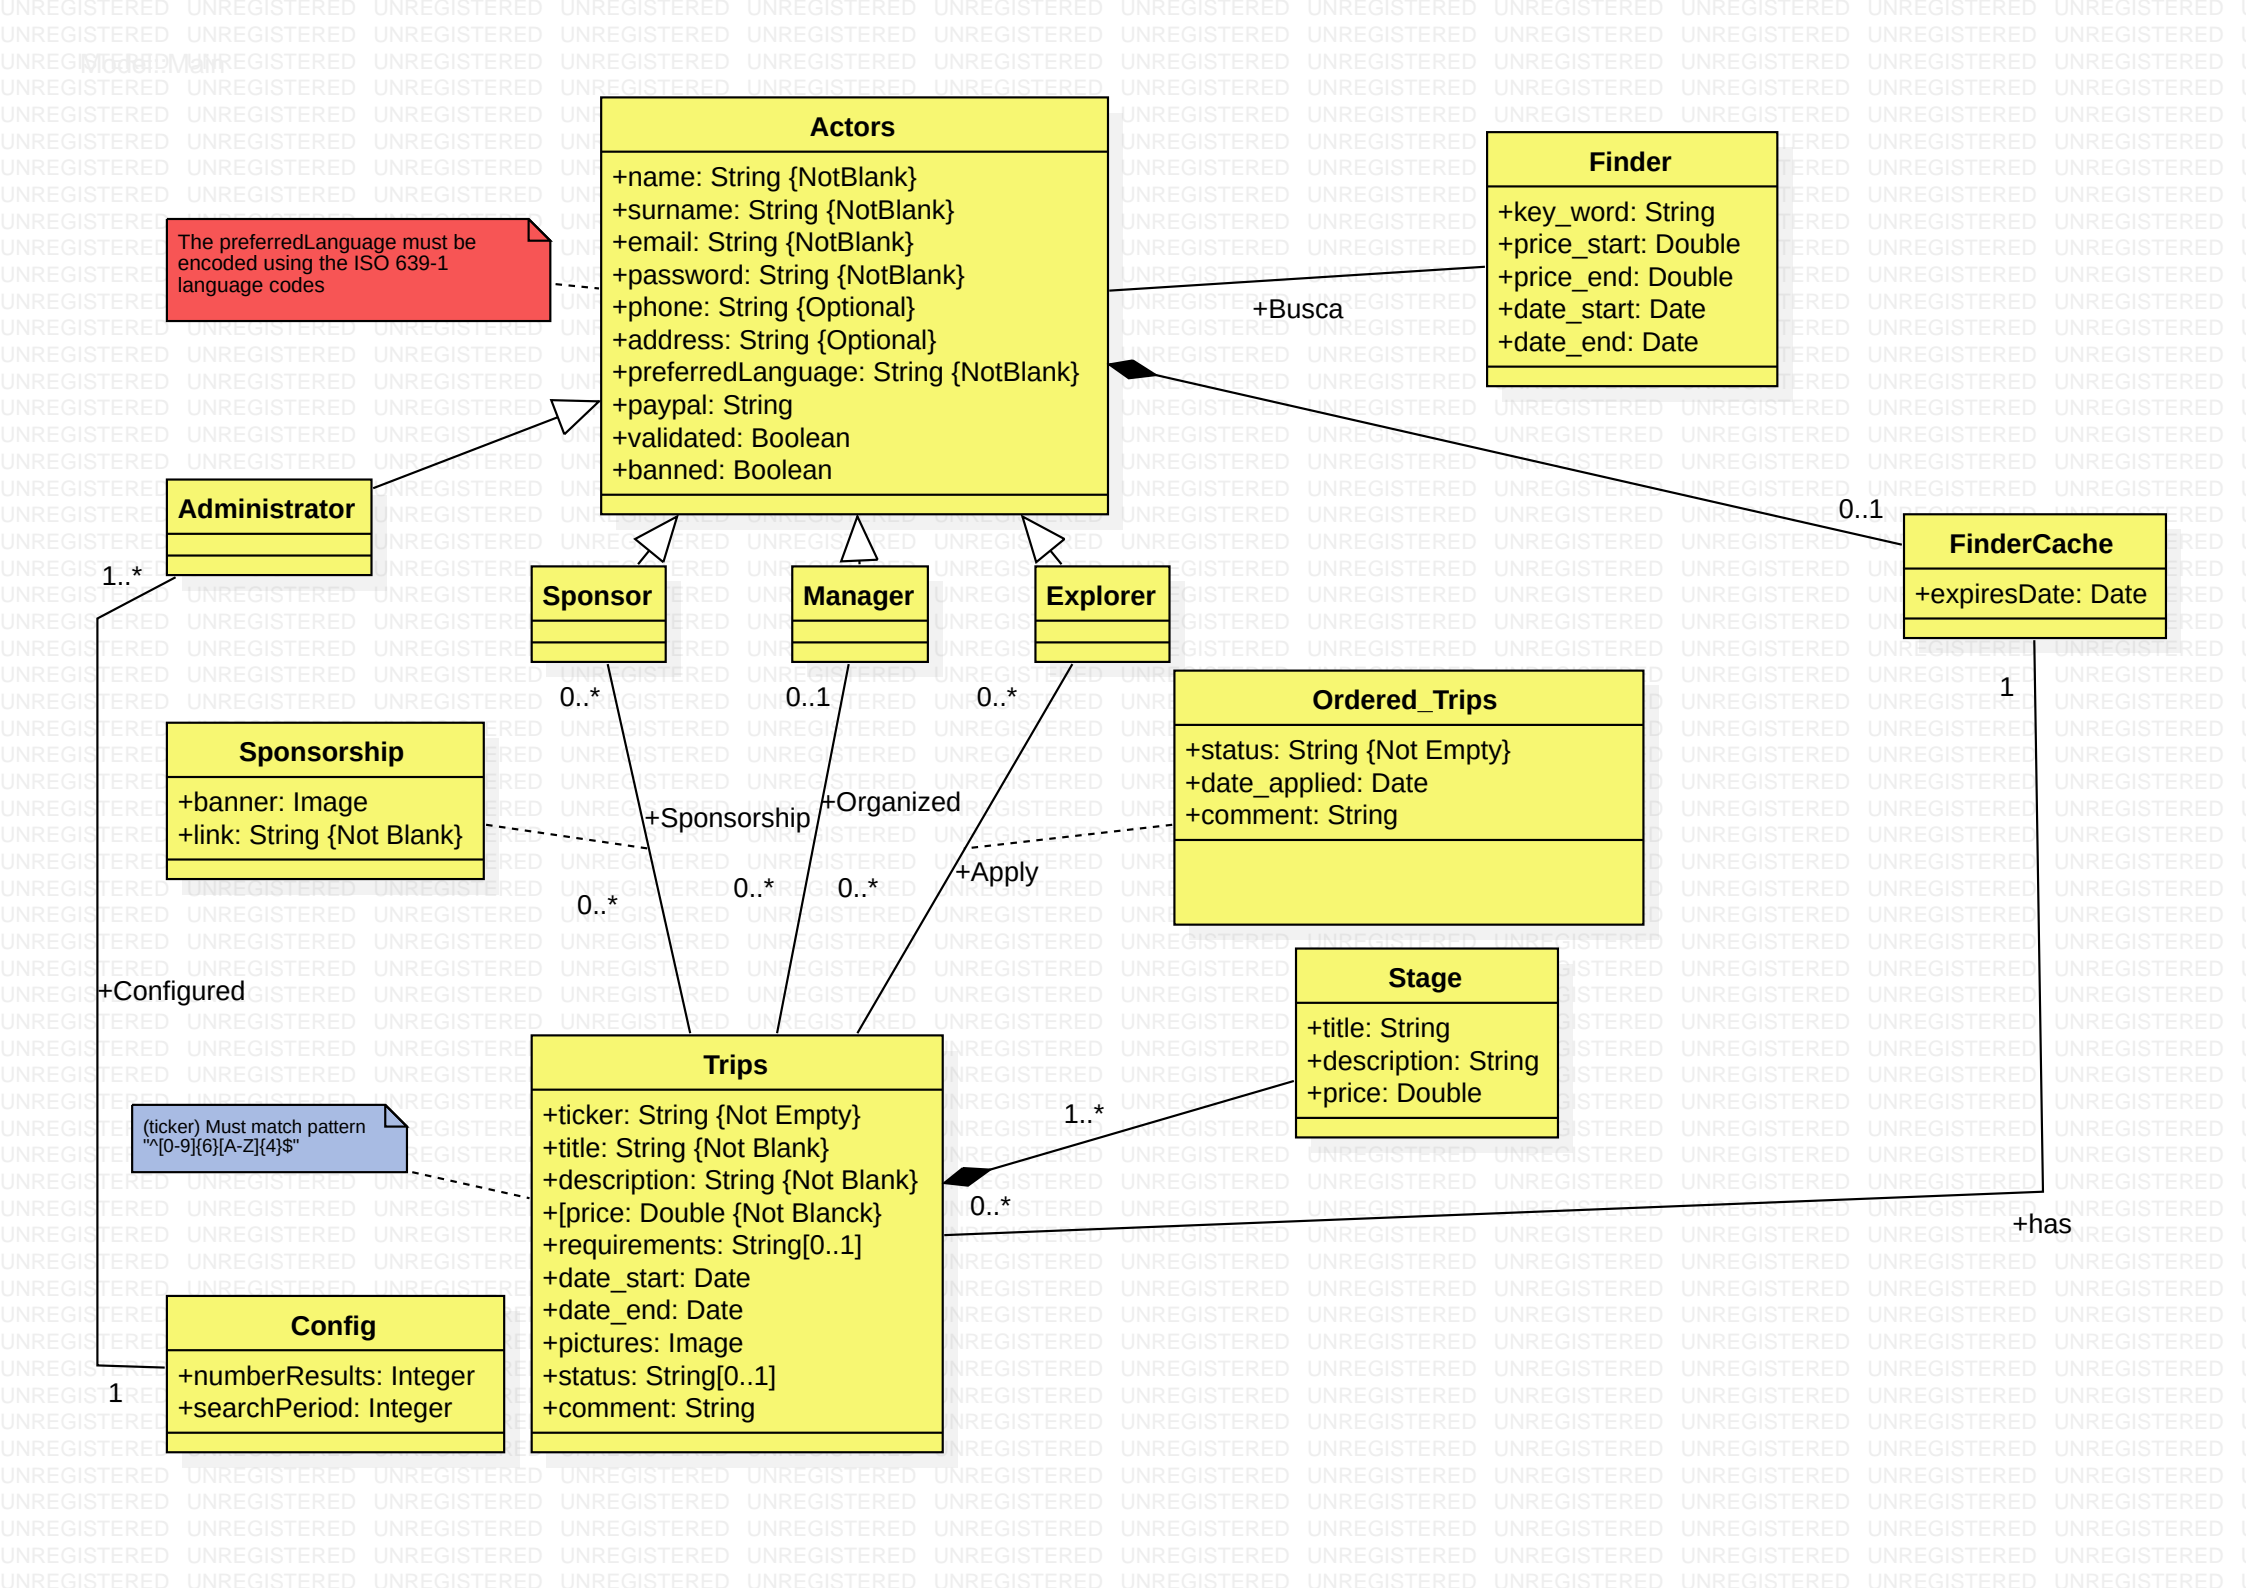 Model::Main
Actors
+name: String {NotBlank}
+surname: String {NotBlank}
+email: String {NotBlank}
+password: String {NotBlank}
+phone: String {Optional}
+address: String {Optional}
+preferredLanguage: String {NotBlank}
+paypal: String
+validated: Boolean
+banned: Boolean
Finder
+key_word: String
+price_start: Double
+price_end: Double
+date_start: Date
+date_end: Date
The preferredLanguage must be
encoded using the ISO 639-1
language codes
+Busca
Administrator
1..*
0..1
FinderCache
+expiresDate: Date
1
Sponsor
Manager
Explorer
0..*
0..1
0..*
Ordered_Trips
+status: String {Not Empty}
+date_applied: Date
+comment: String
Sponsorship
+banner: Image
+link: String {Not Blank}
+Sponsorship
+Organized
+Apply
0..*
0..*
0..*
+Configured
Stage
+title: String
+description: String
+price: Double
1..*
0..*
+has
(ticker) Must match pattern
"^[0-9]{6}[A-Z]{4}$"
Trips
+ticker: String {Not Empty}
+title: String {Not Blank}
+description: String {Not Blank}
+[price: Double {Not Blanck}
+requirements: String[0..1]
+date_start: Date
+date_end: Date
+pictures: Image
+status: String[0..1]
+comment: String
Config
+numberResults: Integer
+searchPeriod: Integer
1
UNREGISTERED